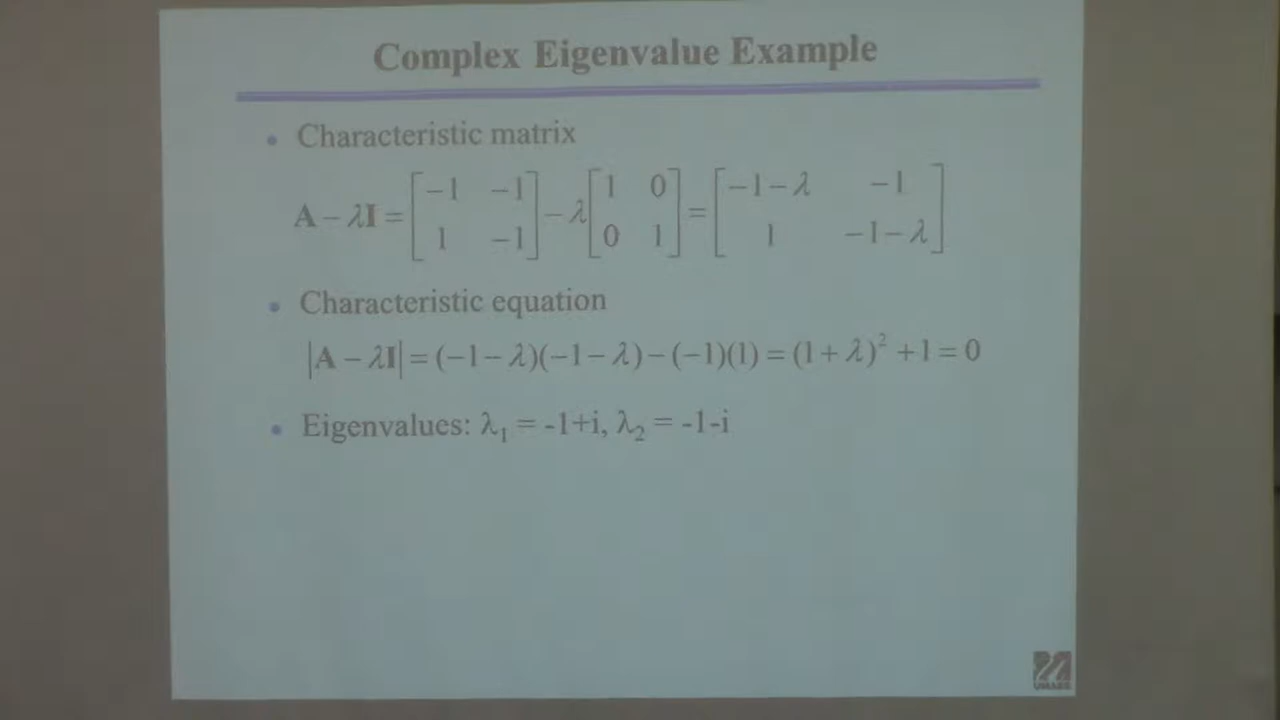 Complex Eigenvalue Example
• Characteristic matrix
A − λI = [−1 −1; 1 −1] − λ[1 0; 0 1] = [−1−λ −1; 1 −1−λ]
• Characteristic equation
|A − λI| = (−1 − λ)(−1 − λ) − (−1)(1) = (1 + λ)² + 1 = 0
• Eigenvalues: λ₁ = -1+i, λ₂ = -1-i